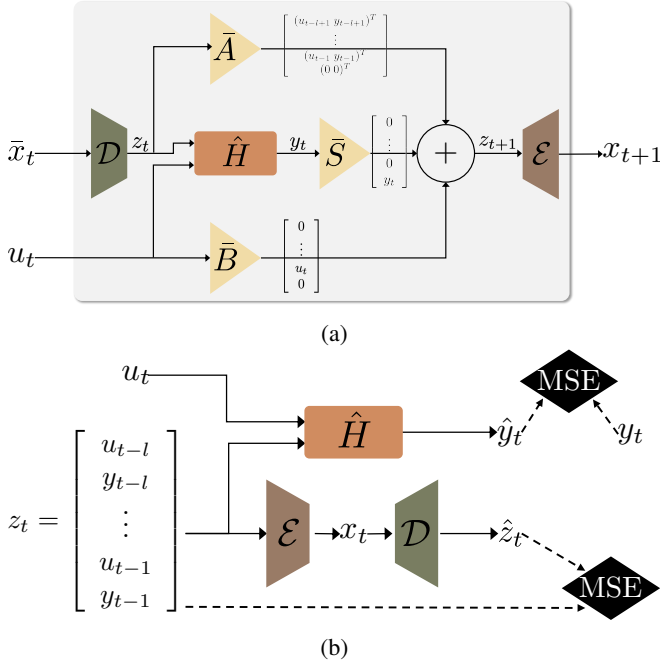 Ā
(u_{t-l+1} y_{t-l+1})^T
⋮
(u_{t-1} y_{t-1})^T
(0 0)^T
x̄_t
𝒟
z_t
Ĥ
y_t
S̄
0
⋮
0
y_t
+
z_{t+1}
ℰ
x_{t+1}
u_t
B̄
0
⋮
u_t
0
(a)
u_t
MSE
Ĥ
ŷ_t
y_t
z_t =
u_{t-l}
y_{t-l}
⋮
u_{t-1}
y_{t-1}
ℰ
x_t
𝒟
ẑ_t
MSE
(b)